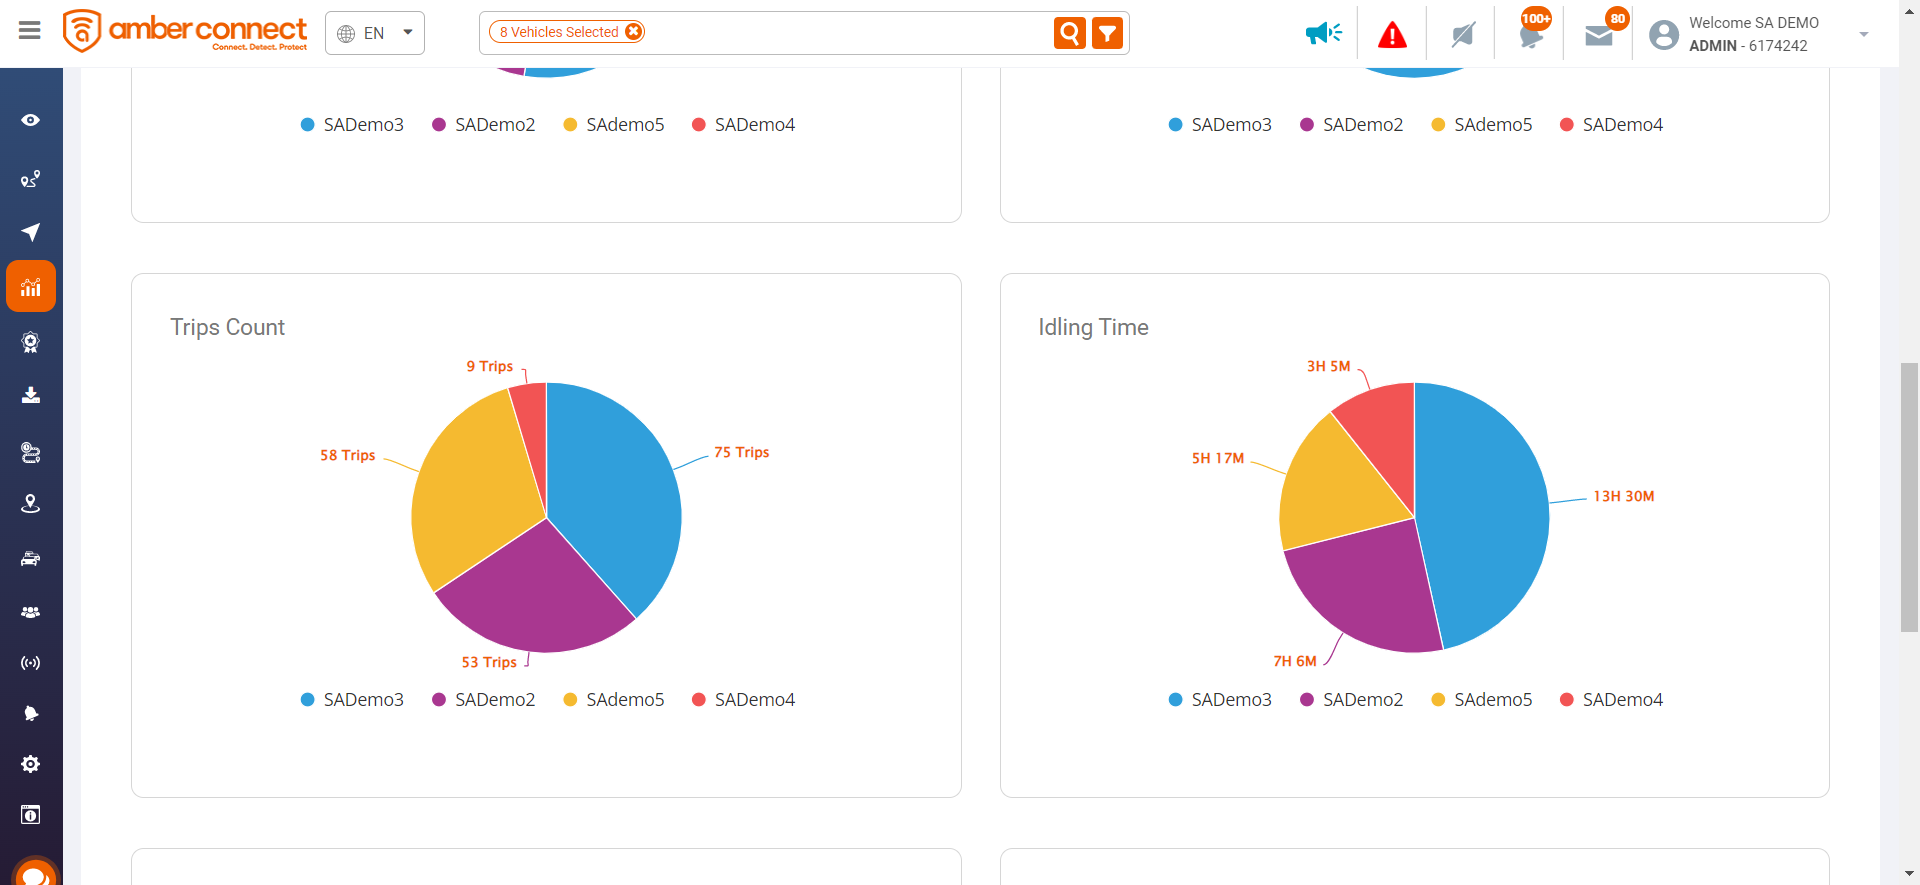 amber connect
Connect. Detect. Protect
EN
8 Vehicles Selected
100+
80
Welcome SA DEMO
ADMIN - 6174242
SADemo3 SADemo2 SAdemo5 SADemo4
SADemo3 SADemo2 SAdemo5 SADemo4
Trips Count
9 Trips
75 Trips
58 Trips
53 Trips
SADemo3 SADemo2 SAdemo5 SADemo4
Idling Time
3H 5M
5H 17M
13H 30M
7H 6M
SADemo3 SADemo2 SAdemo5 SADemo4